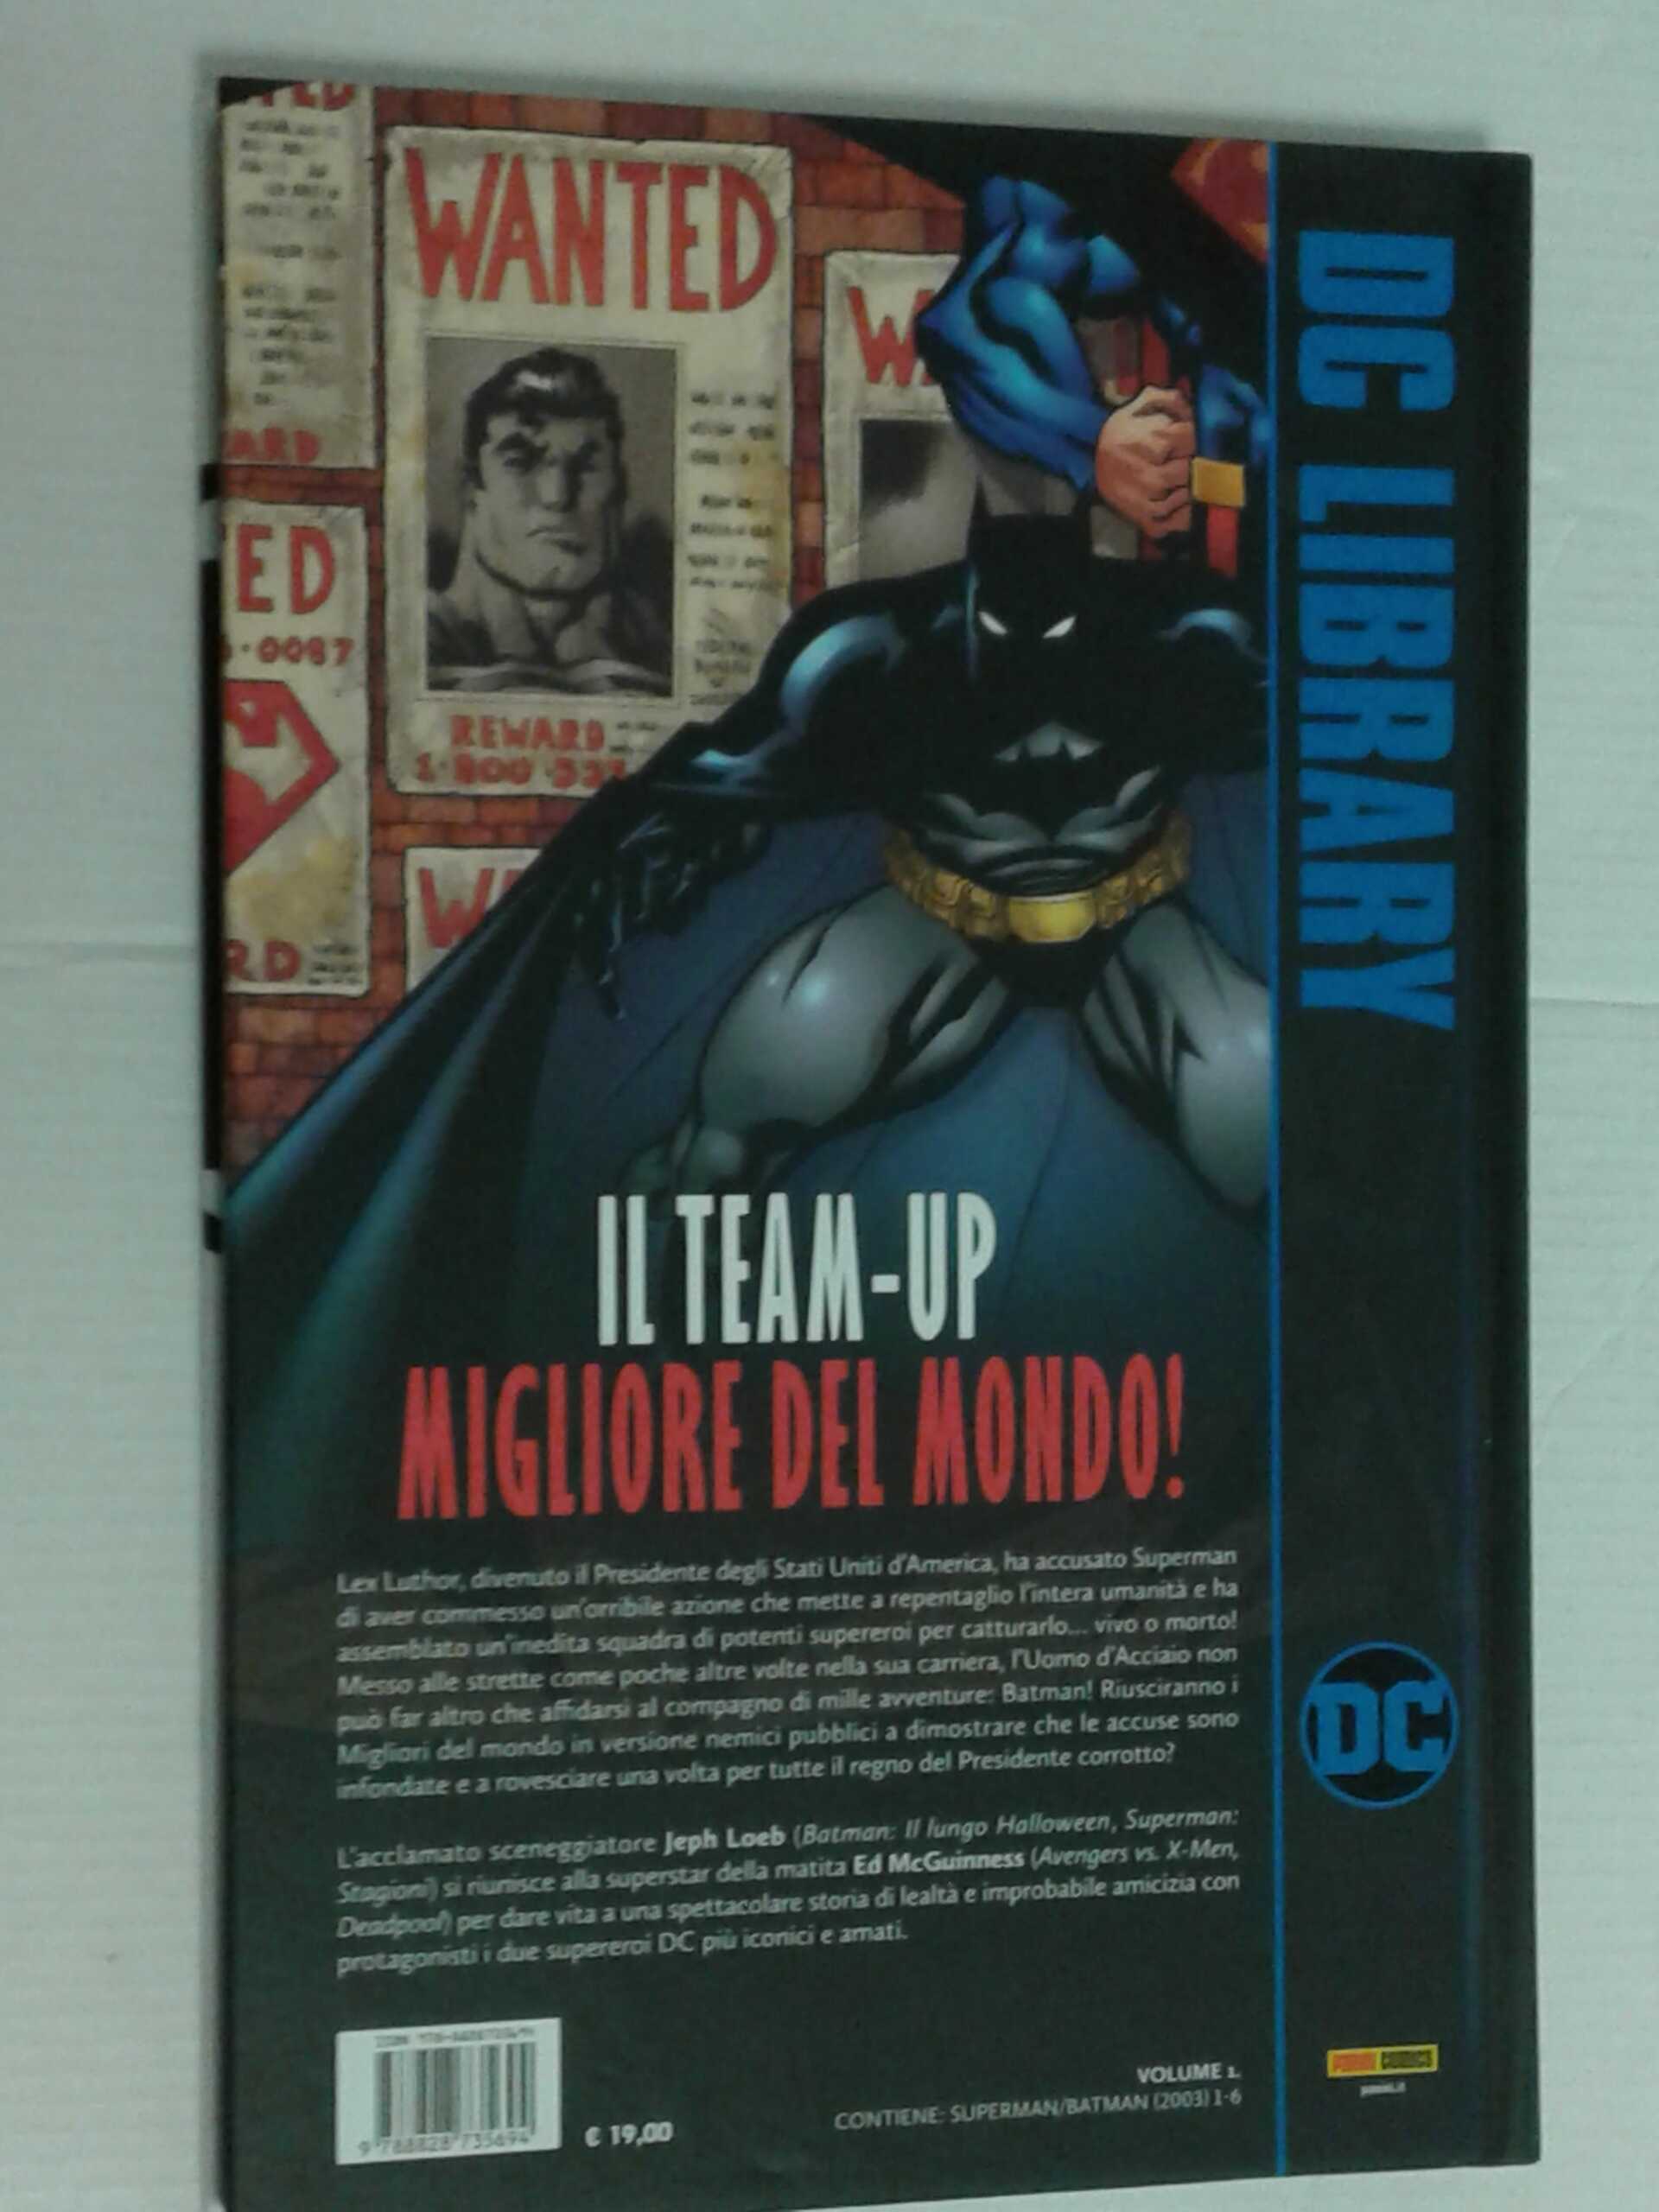 WANTED
REWARD
ED
-0087
RD
DC LIBRARY
IL TEAM-UP
MIGLIORE DEL MONDO!
Lex Luthor, divenuto il Presidente degli Stati Uniti d'America, ha accusato Superman
di aver commesso un'orribile azione che mette a repentaglio l'intera umanità e ha
assemblato un'inedita squadra di potenti supereroi per catturarlo... vivo o morto!
Messo alle strette come poche altre volte nella sua carriera, l'Uomo d'Acciaio non
può far altro che affidarsi al compagno di mille avventure: Batman! Riusciranno i
Migliori del mondo in versione nemici pubblici a dimostrare che le accuse sono
infondate e a rovesciare una volta per tutte il regno del Presidente corrotto?
L'acclamato sceneggiatore Jeph Loeb (Batman: Il lungo Halloween, Superman:
Stagioni) si riunisce alla superstar della matita Ed McGuinness (Avengers vs. X-Men,
Deadpool) per dare vita a una spettacolare storia di lealtà e improbabile amicizia con
protagonisti i due supereroi DC più iconici e amati.
€ 19,00
VOLUME 1.
CONTIENE: SUPERMAN/BATMAN (2003) 1-6
DC
PANINI COMICS